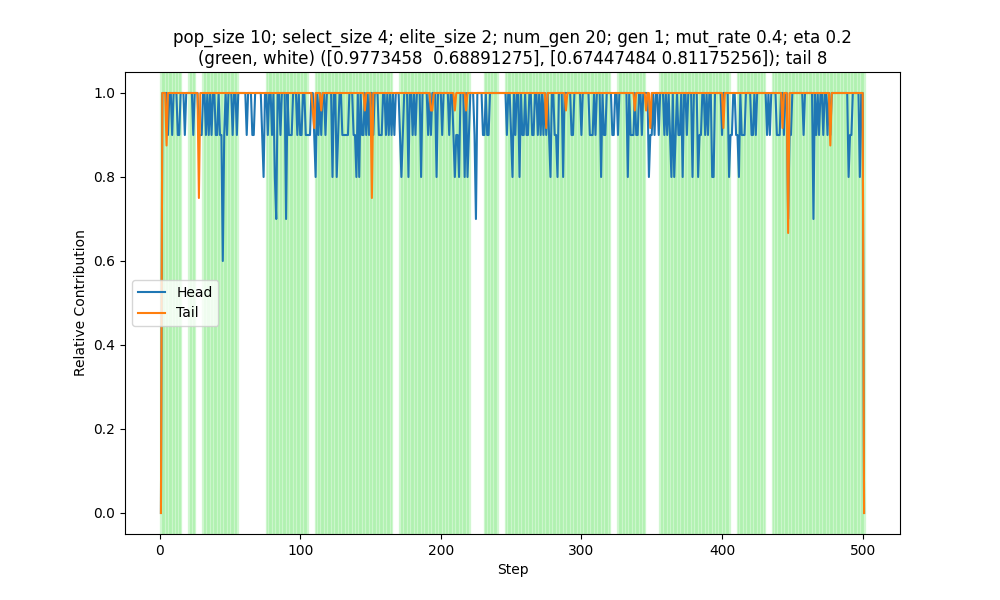 pop_size 10; select_size 4; elite_size 2; num_gen 20; gen 1; mut_rate 0.4; eta 0.2
(green, white) ([0.9773458  0.68891275], [0.67447484 0.81175256]); tail 8
1.0
0.8
0.6
0.4
0.2
0.0
Relative Contribution
Head
Tail
0
100
200
300
400
500
Step